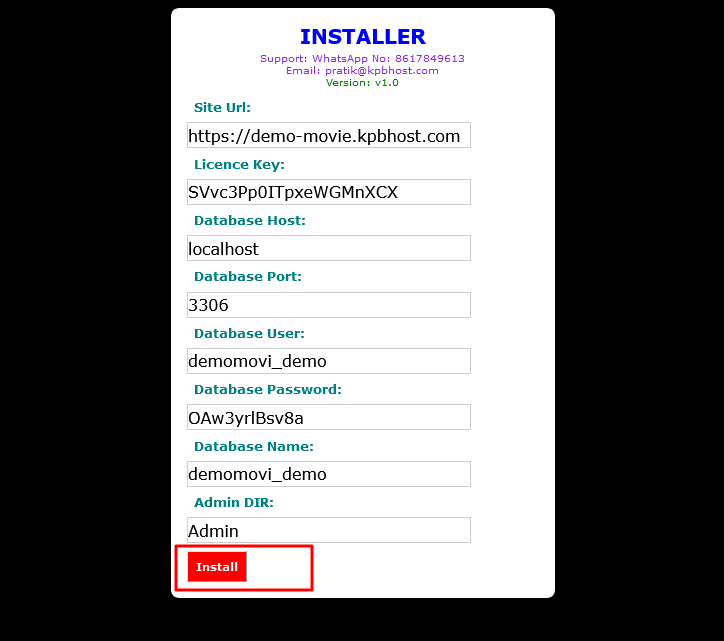 INSTALLER
Support: WhatsApp No: 8617849613
Email: pratik@kpbhost.com
Version: v1.0
Site Url:
https://demo-movie.kpbhost.com
Licence Key:
SVvc3Pp0ITpxeWGMnXCX
Database Host:
localhost
Database Port:
3306
Database User:
demomovi_demo
Database Password:
OAw3yrlBsv8a
Database Name:
demomovi_demo
Admin DIR:
Admin
Install